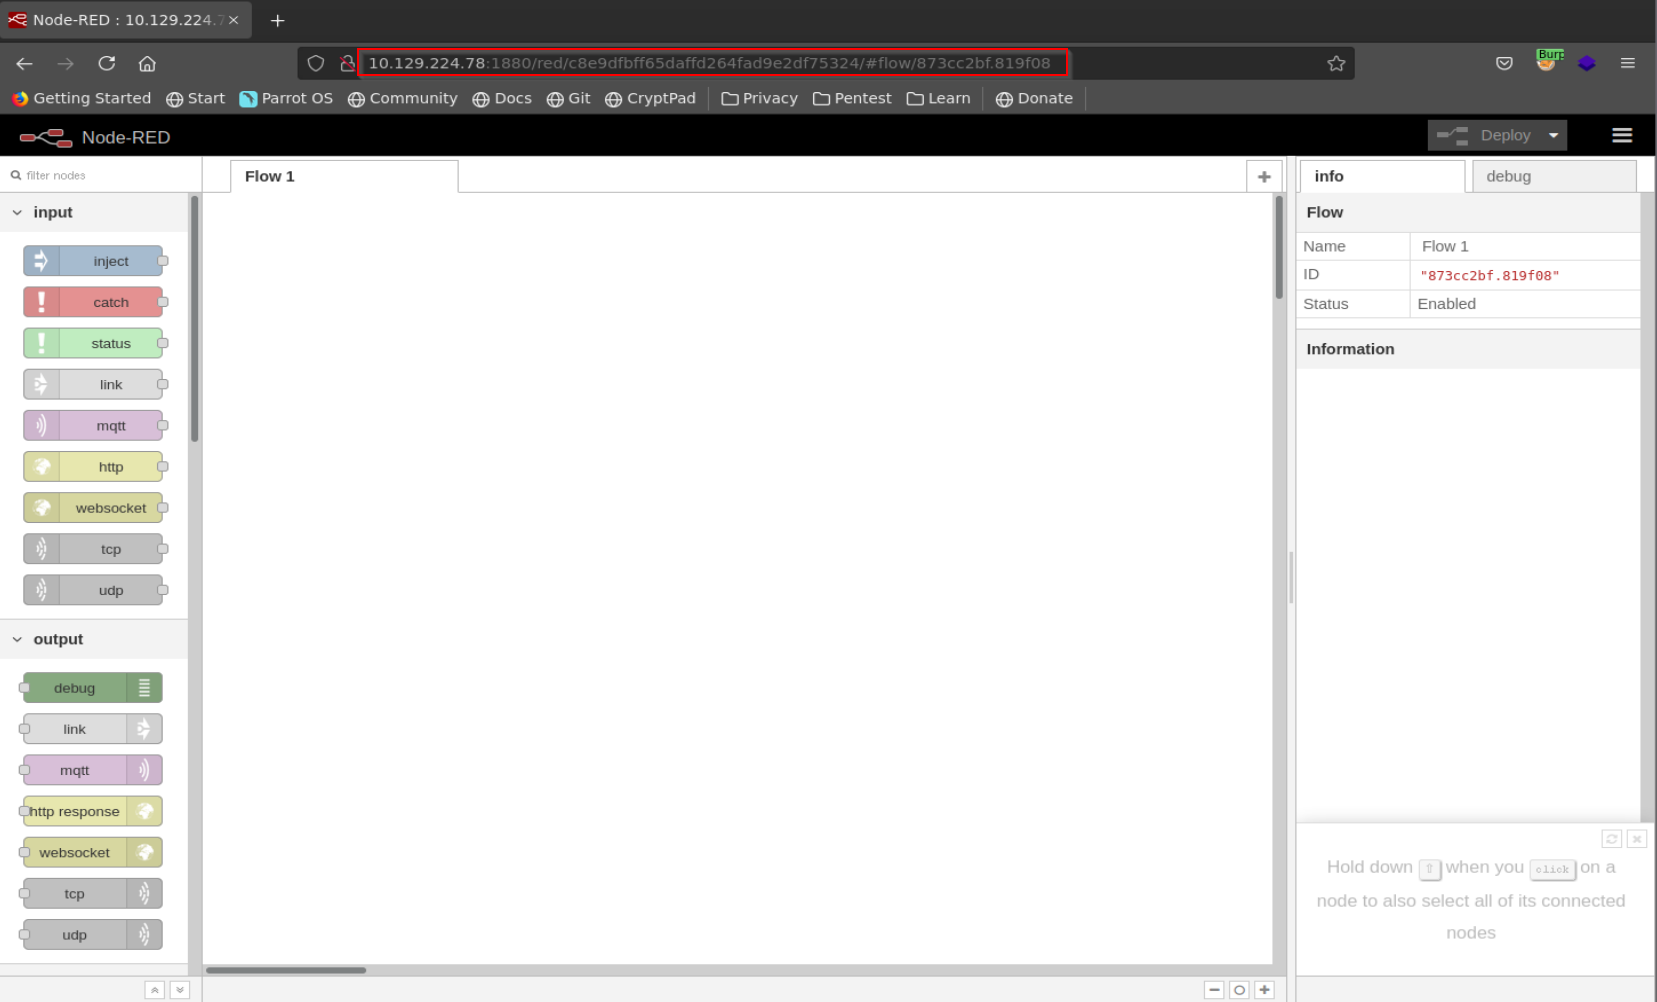 Node-RED : 10.129.224.7
Burp
10.129.224.78:1880/red/c8e9dfbff65daffd264fad9e2df75324/#flow/873cc2bf.819f08
Getting Started Start Parrot OS Community Docs Git CryptPad Privacy Pentest Learn Donate
Node-RED Deploy
filter nodes
Flow 1
info debug
input
inject
catch
status
link
mqtt
http
websocket
tcp
udp
output
debug
link
mqtt
http response
websocket
tcp
udp
Flow
Name Flow 1
ID "873cc2bf.819f08"
Status Enabled
Information
Hold down ⇧ when you click on a
node to also select all of its connected
nodes